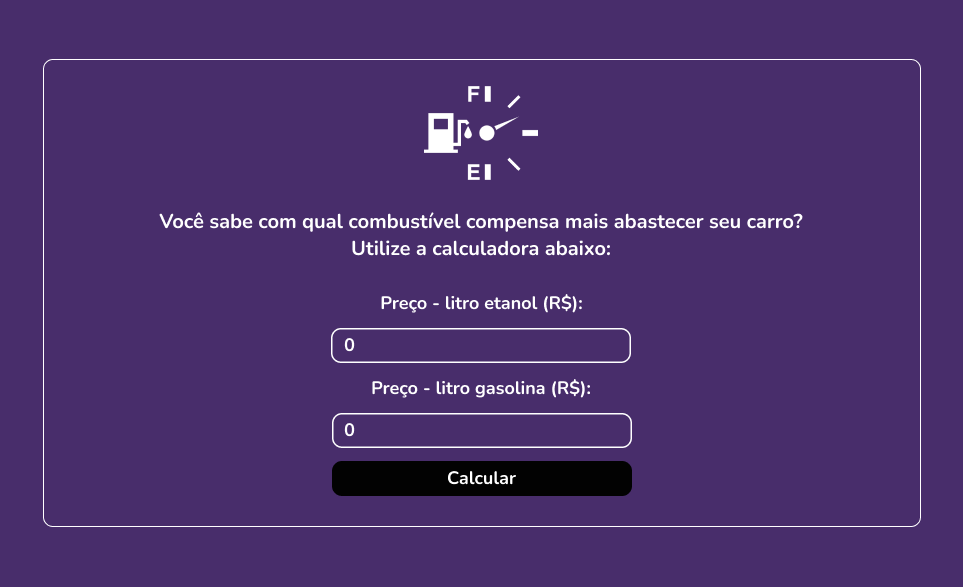 F
E
Você sabe com qual combustível compensa mais abastecer seu carro?
Utilize a calculadora abaixo:
Preço - litro etanol (R$):
0
Preço - litro gasolina (R$):
0
Calcular